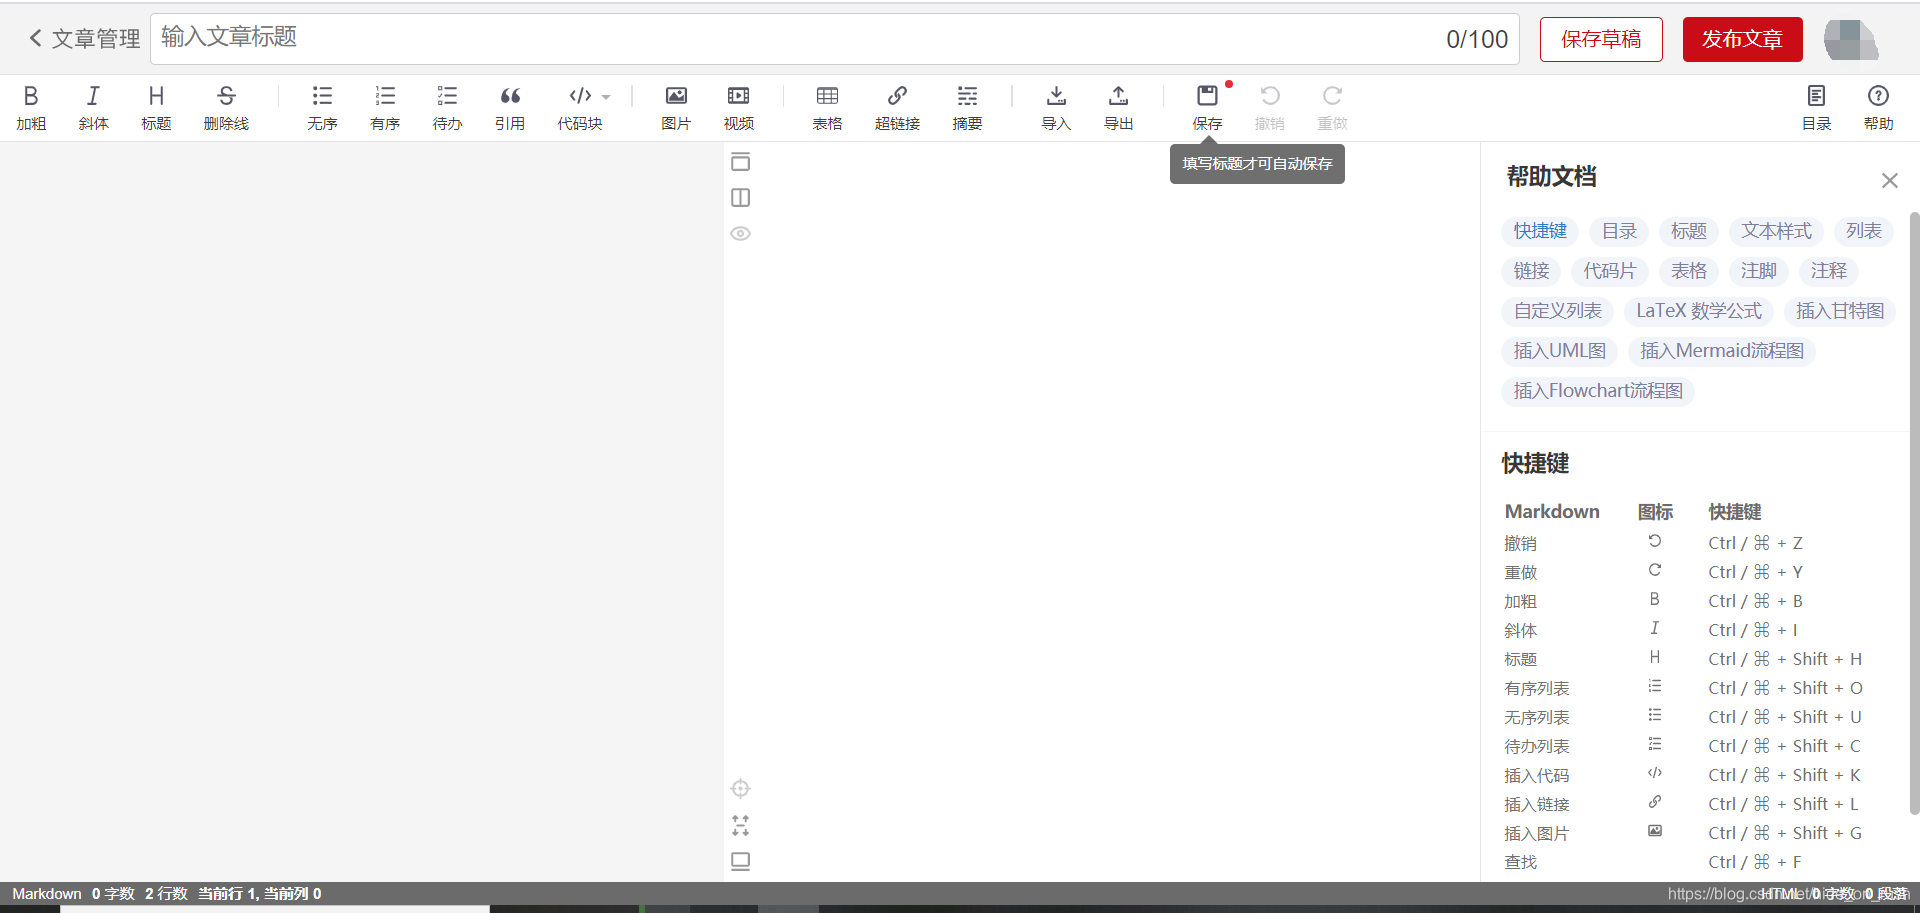 文章管理 输入文章标题 0/100 保存草稿 发布文章
加粗 斜体 标题 删除线 无序 有序 待办 引用 代码块 图片 视频 表格 超链接 摘要 导入 导出 保存 撤销 重做 目录 帮助
填写标题才可自动保存
帮助文档
快捷键 目录 标题 文本样式 列表
链接 代码片 表格 注脚 注释
自定义列表 LaTeX 数学公式 插入甘特图
插入UML图 插入Mermaid流程图
插入Flowchart流程图
快捷键
Markdown 图标 快捷键
撤销 Ctrl / ⌘ + Z
重做 Ctrl / ⌘ + Y
加粗 B Ctrl / ⌘ + B
斜体 I Ctrl / ⌘ + I
标题 H Ctrl / ⌘ + Shift + H
有序列表 Ctrl / ⌘ + Shift + O
无序列表 Ctrl / ⌘ + Shift + U
待办列表 Ctrl / ⌘ + Shift + C
插入代码 Ctrl / ⌘ + Shift + K
插入链接 Ctrl / ⌘ + Shift + L
插入图片 Ctrl / ⌘ + Shift + G
查找 Ctrl / ⌘ + F
Markdown 0 字数 2 行数 当前行 1, 当前列 0 HTML 0 字数 0 段落